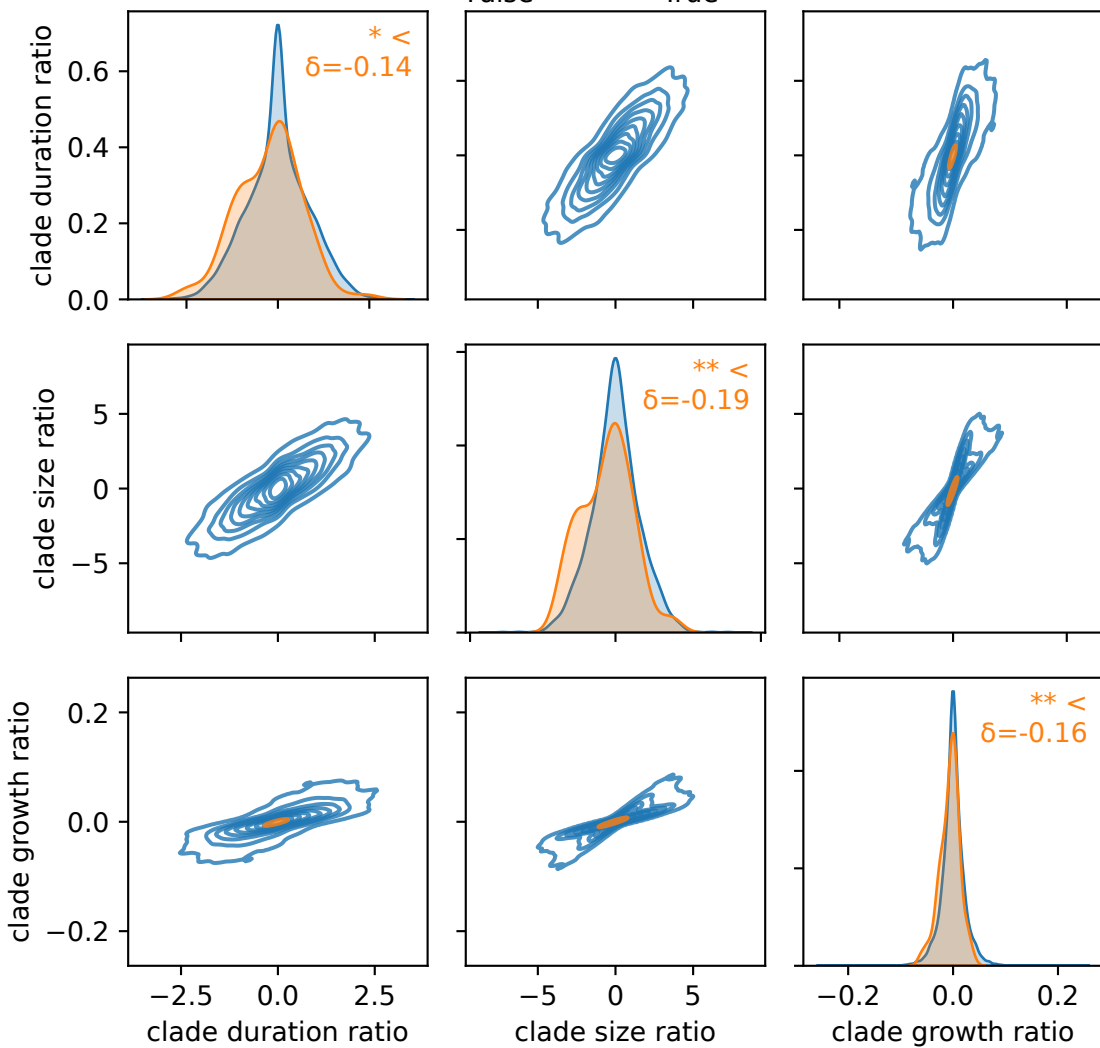 * <
δ=-0.14
clade duration ratio
0.6
0.4
0.2
0.0
** <
δ=-0.19
clade size ratio
5
0
−5
** <
δ=-0.16
clade growth ratio
0.2
0.0
−0.2
−2.5 0.0 2.5
−5 0 5
−0.2 0.0 0.2
clade duration ratio
clade size ratio
clade growth ratio